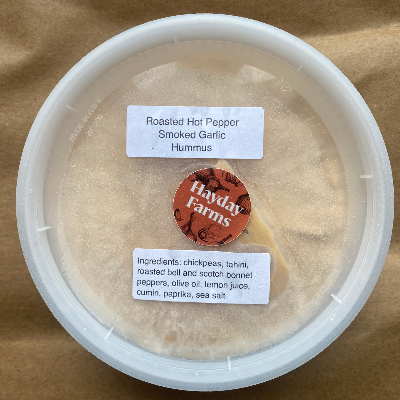 Roasted Hot Pepper
Smoked Garlic
Hummus
Hayday
Farms
Ingredients: chickpeas, tahini,
roasted bell and scotch bonnet
peppers, olive oil, lemon juice,
cumin, paprika, sea salt